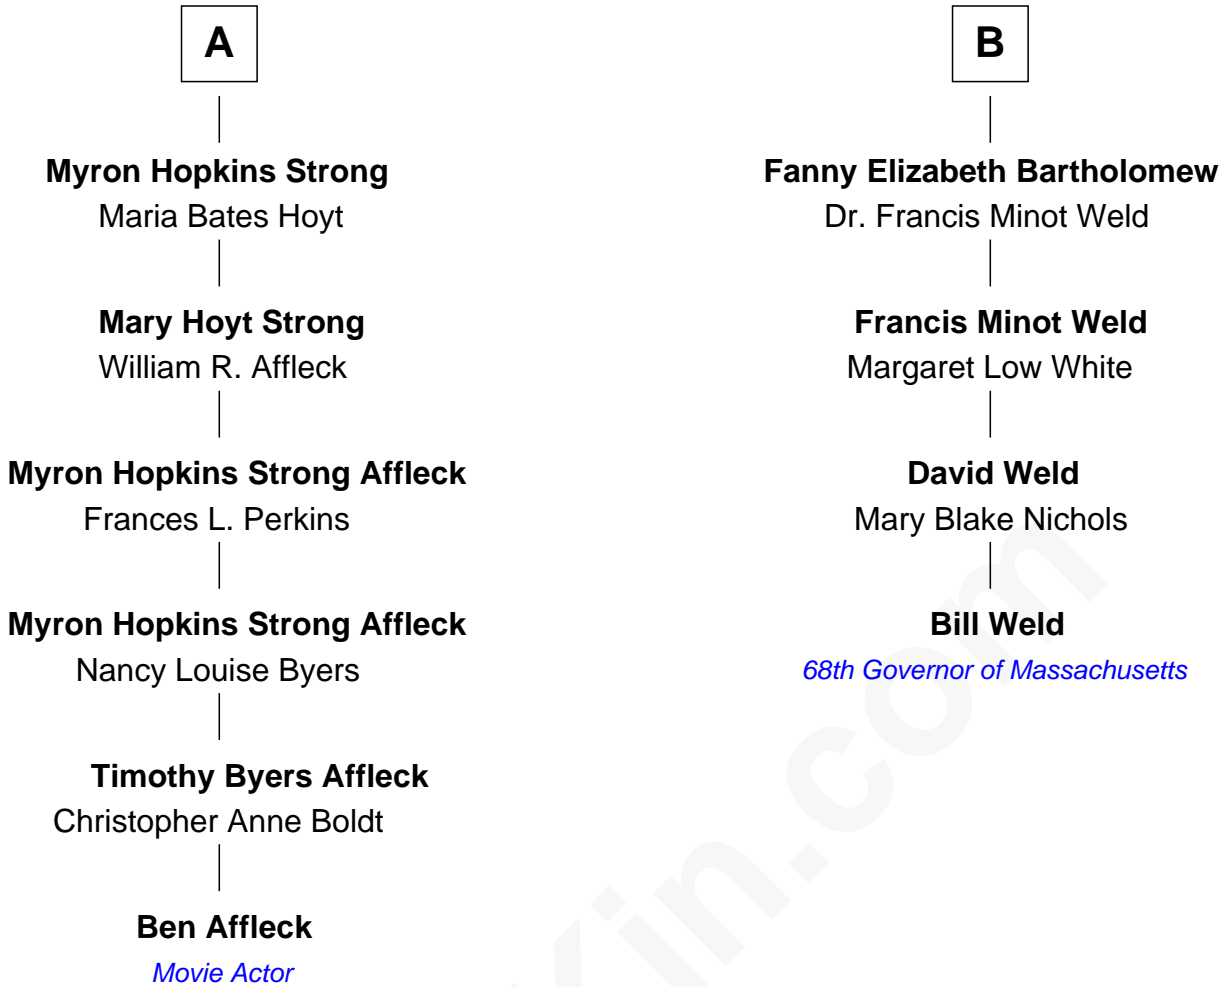 A
Myron Hopkins Strong
Maria Bates Hoyt
Mary Hoyt Strong
William R. Affleck
Myron Hopkins Strong Affleck
Frances L. Perkins
Myron Hopkins Strong Affleck
Nancy Louise Byers
Timothy Byers Affleck
Christopher Anne Boldt
Ben Affleck
Movie Actor
B
Fanny Elizabeth Bartholomew
Dr. Francis Minot Weld
Francis Minot Weld
Margaret Low White
David Weld
Mary Blake Nichols
Bill Weld
68th Governor of Massachusetts
Kin.com